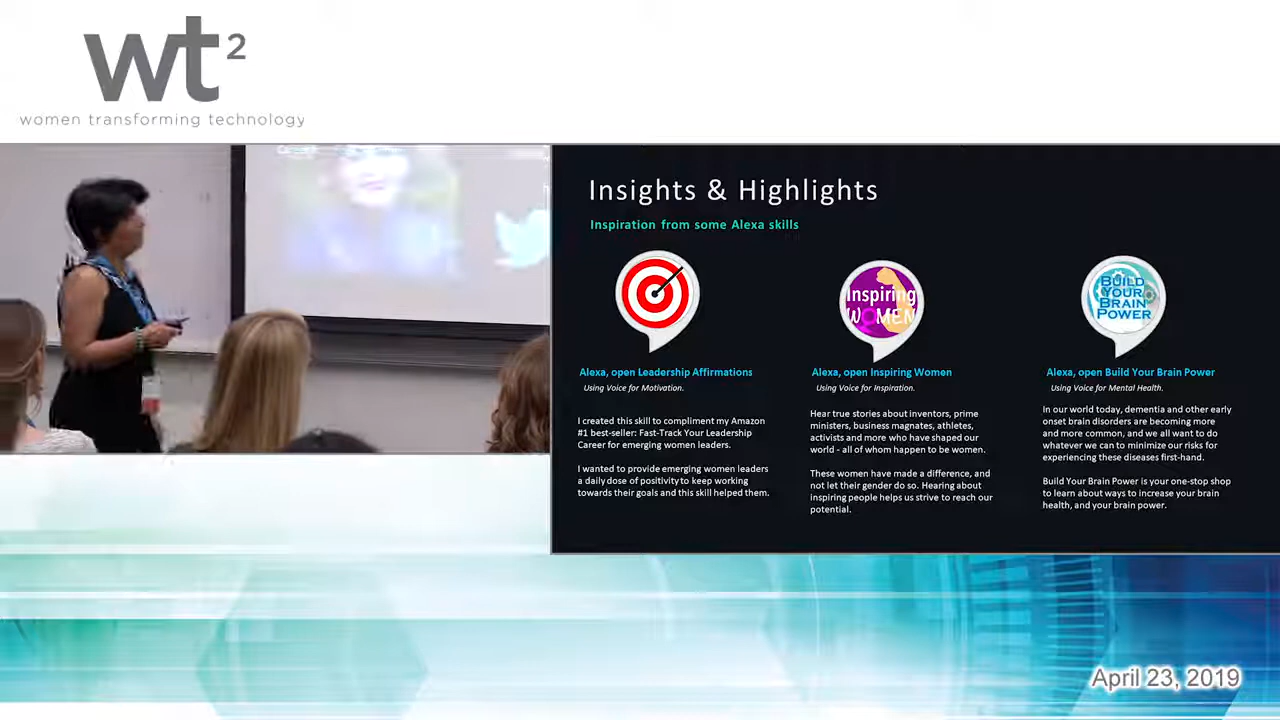 wt2
women transforming technology
Insights & Highlights
Inspiration from some Alexa skills
Inspiring
WOMEN
BUILD
YOUR
BRAIN
POWER
Alexa, open Leadership Affirmations
Using Voice for Motivation.
I created this skill to compliment my Amazon
#1 best-seller: Fast-Track Your Leadership
Career for emerging women leaders.
I wanted to provide emerging women leaders
a daily dose of positivity to keep working
towards their goals and this skill helped them.
Alexa, open Inspiring Women
Using Voice for Inspiration.
Hear true stories about inventors, prime
ministers, business magnates, athletes,
activists and more who have shaped our
world - all of whom happen to be women.
These women have made a difference, and
not let their gender do so. Hearing about
inspiring people helps us strive to reach our
potential.
Alexa, open Build Your Brain Power
Using Voice for Mental Health.
In our world today, dementia and other early
onset brain disorders are becoming more
and more common, and we all want to do
whatever we can to minimize our risks for
experiencing these diseases first-hand.
Build Your Brain Power is your one-stop shop
to learn about ways to increase your brain
health, and your brain power.
April 23, 2019